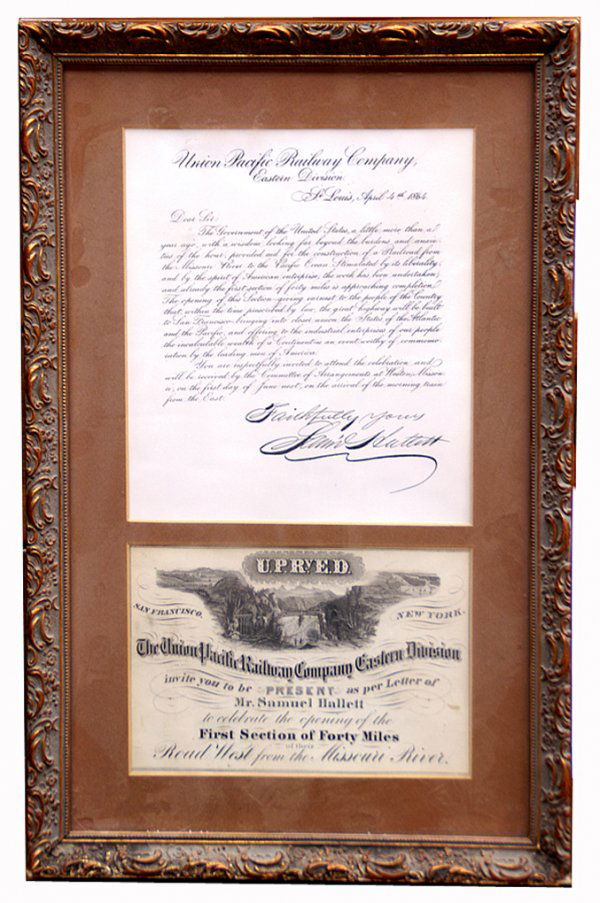 Union Pacific Railway Company,
Eastern Division.
St Louis, April 4th 1864.
Dear Sir:
The Government of the United States, a little more than a
year ago, with a wisdom looking far beyond the burdens and anxie-
ties of the hour, provided aid for the construction of a Railroad from
the Missouri River to the Pacific Ocean. Stimulated by its liberality,
and by the spirit of American enterprise, the work has been undertaken,
and already the first section of forty miles is approaching completion.
The opening of this Section giving earnest to the people of the Country
that, within the time prescribed by law, the great highway will be built
to San Francisco bringing into closer union the States of the Atlantic
and the Pacific, and offering to the industrial enterprises of our people
the incalculable wealth of a Continent is an event worthy of commemo-
ration by the leading men of America.
You are respectfully invited to attend the celebration, and
will be received by the Committee of Arrangements at
on the first day of June next, on the arrival of the morning train
from the East.
Faithfully Yours
Saml Hallett
U.P.RY.E.D.
SAN FRANCISCO.
NEW YORK.
The Union Pacific Railway Company Eastern Division
invite you to be PRESENT as per Letter of
Mr. Samuel Hallett
to celebrate the opening of the
First Section of Forty Miles
of their
Road West from the Missouri River.